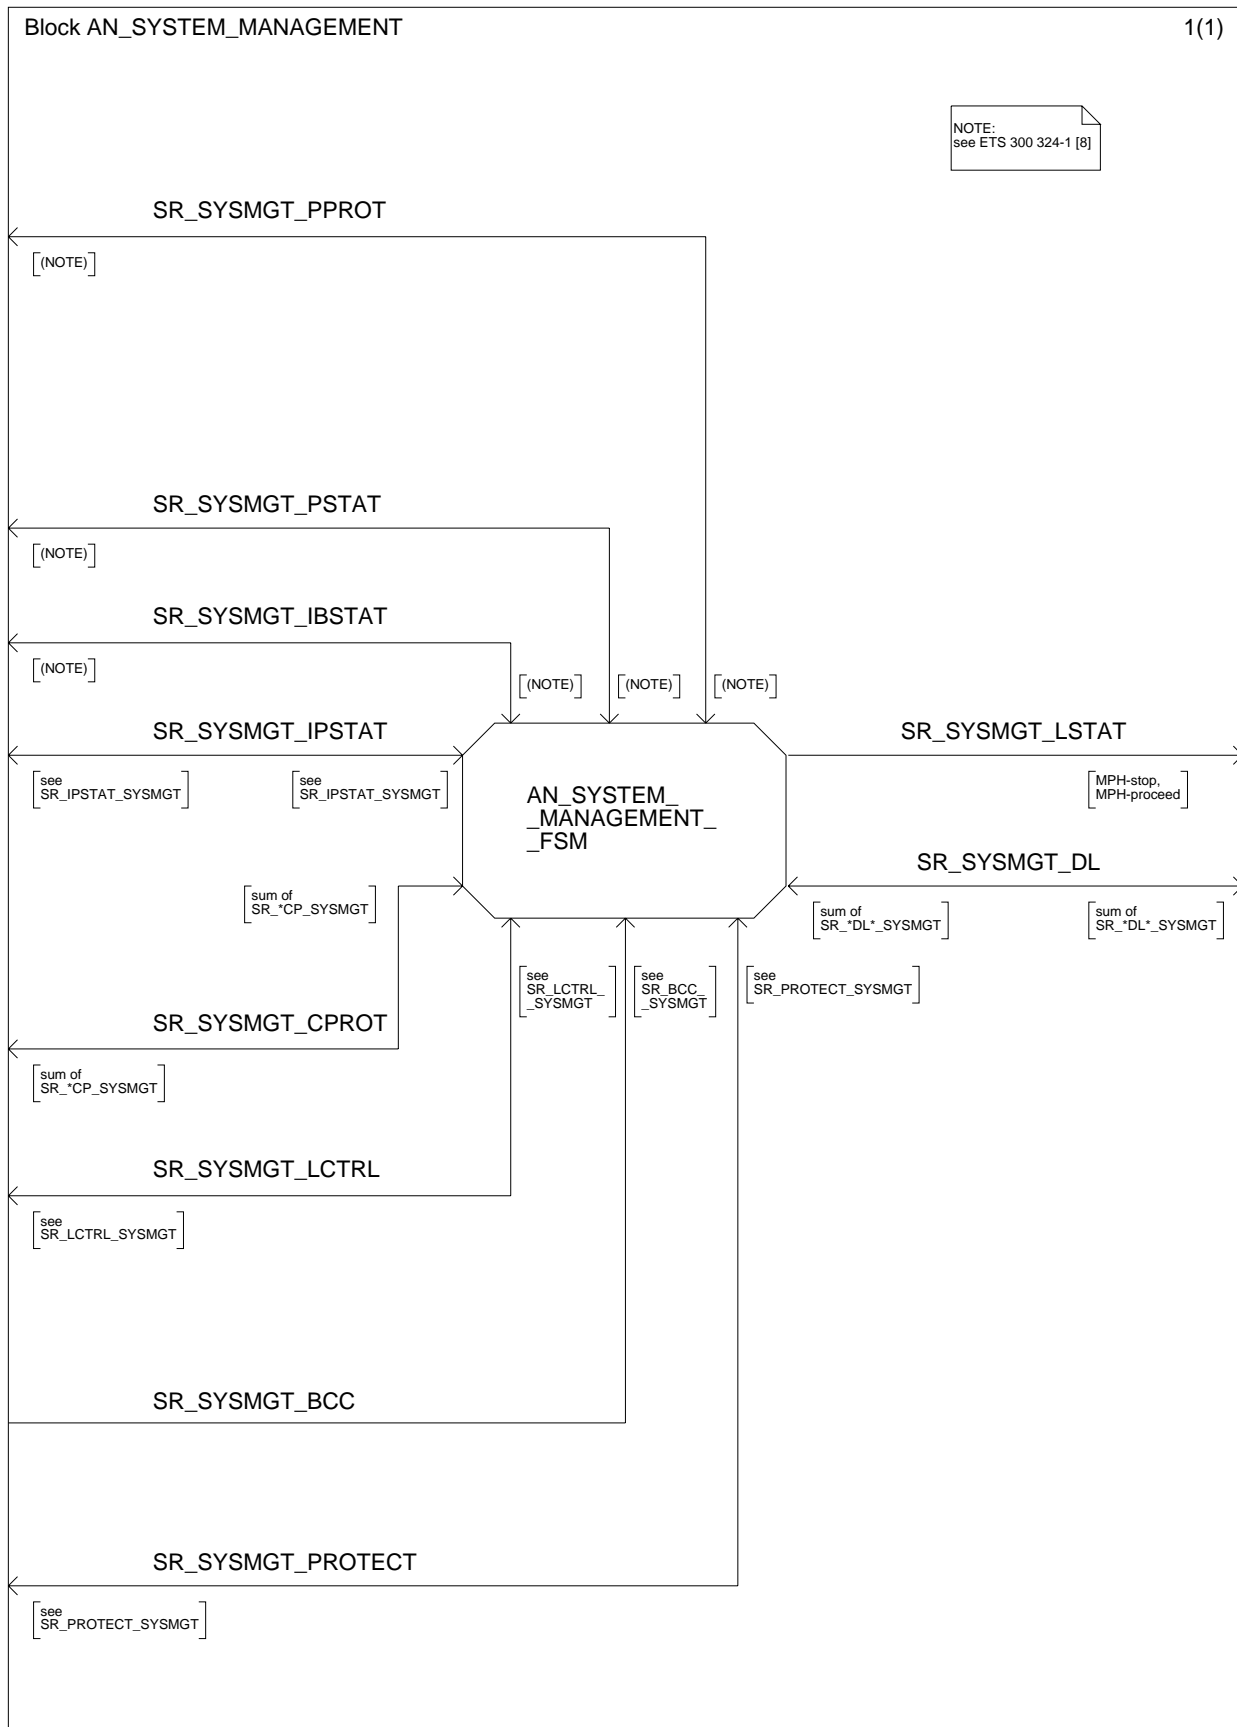 Block AN_SYSTEM_MANAGEMENT
1(1)
NOTE:
see ETS 300 324-1 [8]
SR_SYSMGT_PPROT
(NOTE)
SR_SYSMGT_PSTAT
(NOTE)
SR_SYSMGT_IBSTAT
(NOTE)
(NOTE)
(NOTE)
(NOTE)
SR_SYSMGT_IPSTAT
see
SR_IPSTAT_SYSMGT
see
SR_IPSTAT_SYSMGT
AN_SYSTEM_
_MANAGEMENT_
_FSM
SR_SYSMGT_LSTAT
MPH-stop,
MPH-proceed
SR_SYSMGT_DL
sum of
SR_*DL*_SYSMGT
sum of
SR_*DL*_SYSMGT
sum of
SR_*CP_SYSMGT
see
SR_LCTRL_
_SYSMGT
see
SR_BCC_
_SYSMGT
see
SR_PROTECT_SYSMGT
SR_SYSMGT_CPROT
sum of
SR_*CP_SYSMGT
SR_SYSMGT_LCTRL
see
SR_LCTRL_SYSMGT
SR_SYSMGT_BCC
SR_SYSMGT_PROTECT
see
SR_PROTECT_SYSMGT